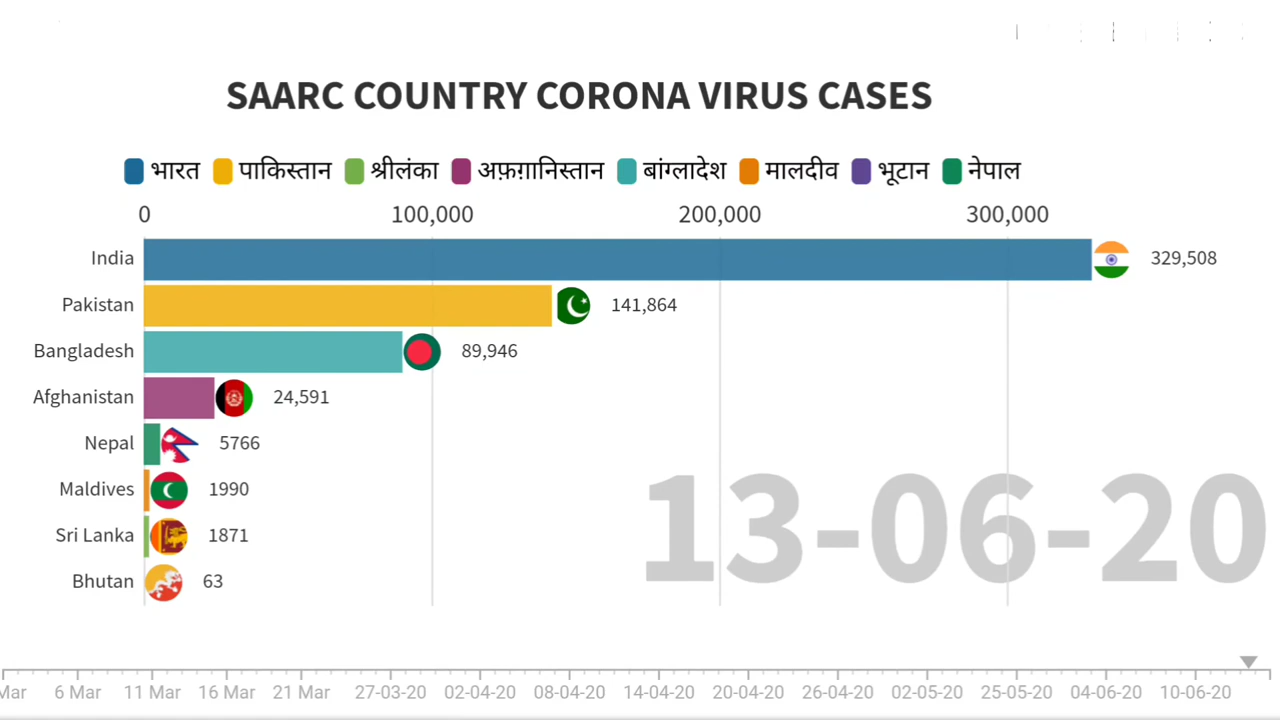 SAARC COUNTRY CORONA VIRUS CASES
भारत पाकिस्तान श्रीलंका अफ़ग़ानिस्तान बांग्लादेश मालदीव भूटान नेपाल
0 100,000 200,000 300,000
India 329,508
Pakistan 141,864
Bangladesh 89,946
Afghanistan 24,591
Nepal 5766
Maldives 1990
Sri Lanka 1871
Bhutan 63
13-06-20
Mar 6 Mar 11 Mar 16 Mar 21 Mar 27-03-20 02-04-20 08-04-20 14-04-20 20-04-20 26-04-20 02-05-20 25-05-20 04-06-20 10-06-20